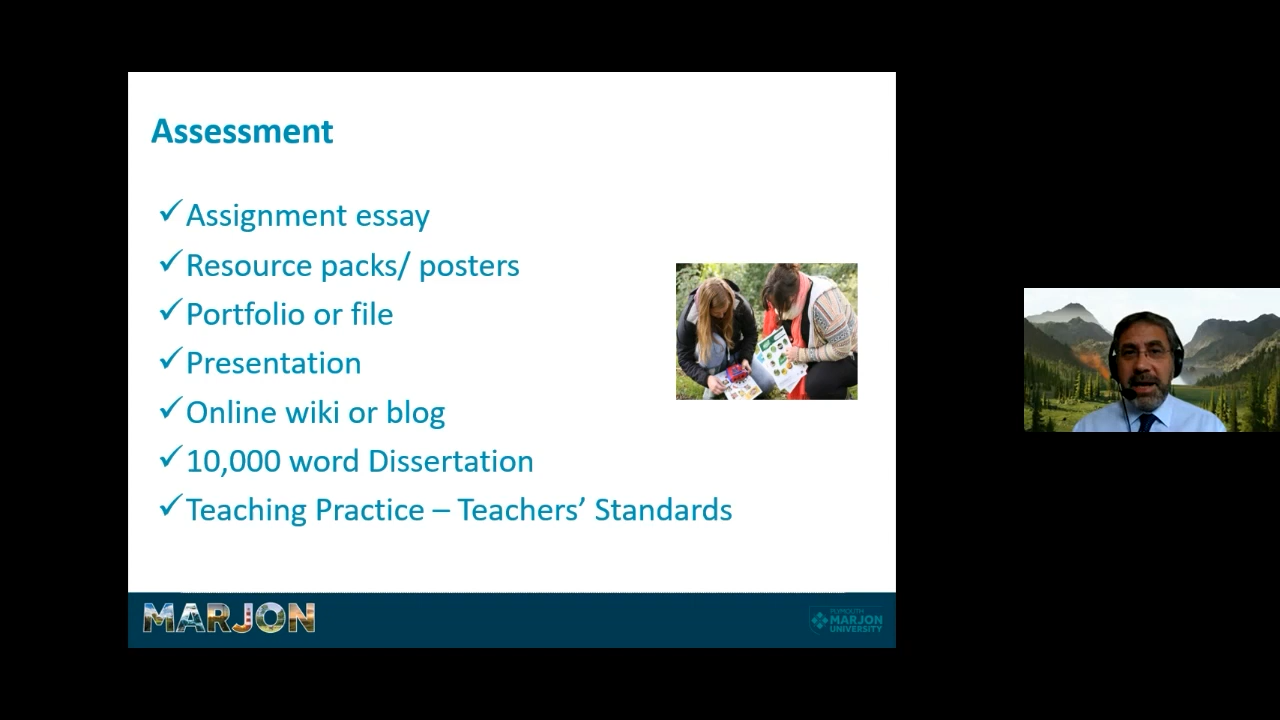 Assessment
Assignment essay
Resource packs/ posters
Portfolio or file
Presentation
Online wiki or blog
10,000 word Dissertation
Teaching Practice – Teachers’ Standards
MARJON
PLYMOUTH
MARJON
UNIVERSITY